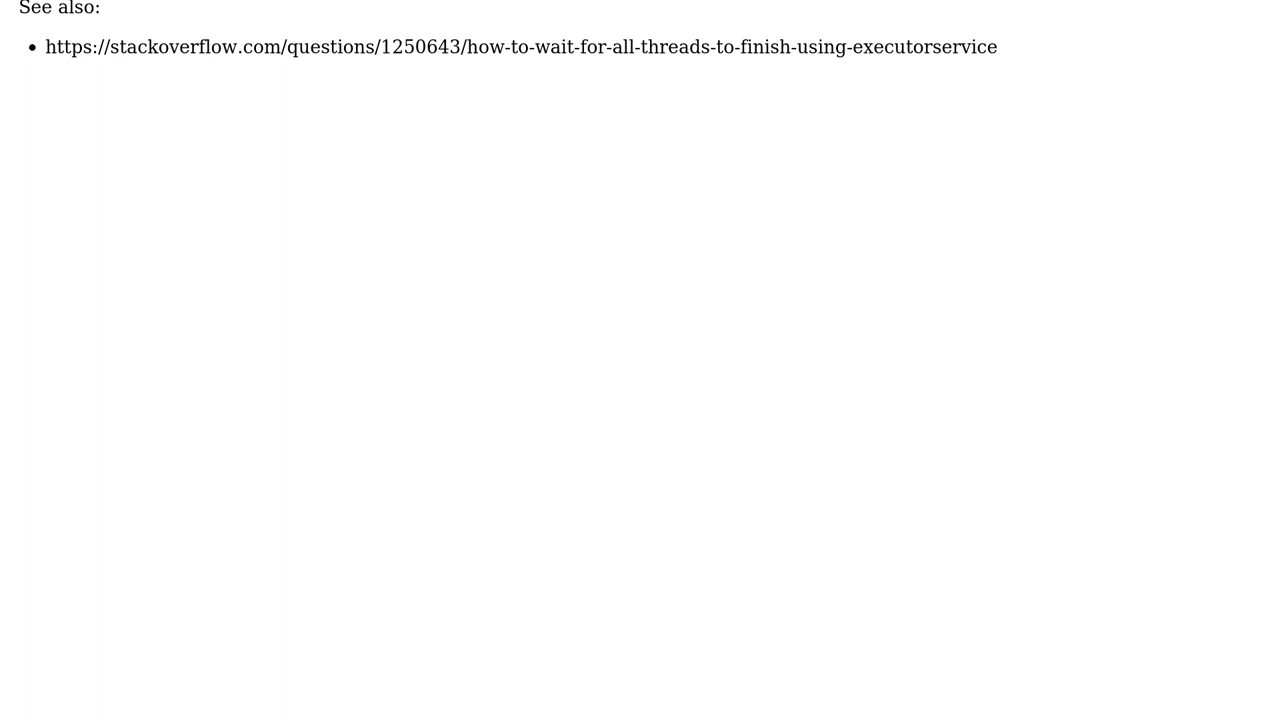 See also:
• https://stackoverflow.com/questions/1250643/how-to-wait-for-all-threads-to-finish-using-executorservice